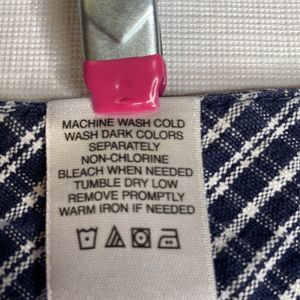 MACHINE WASH COLD
WASH DARK COLORS
SEPARATELY
NON-CHLORINE
BLEACH WHEN NEEDED
TUMBLE DRY LOW
REMOVE PROMPTLY
WARM IRON IF NEEDED